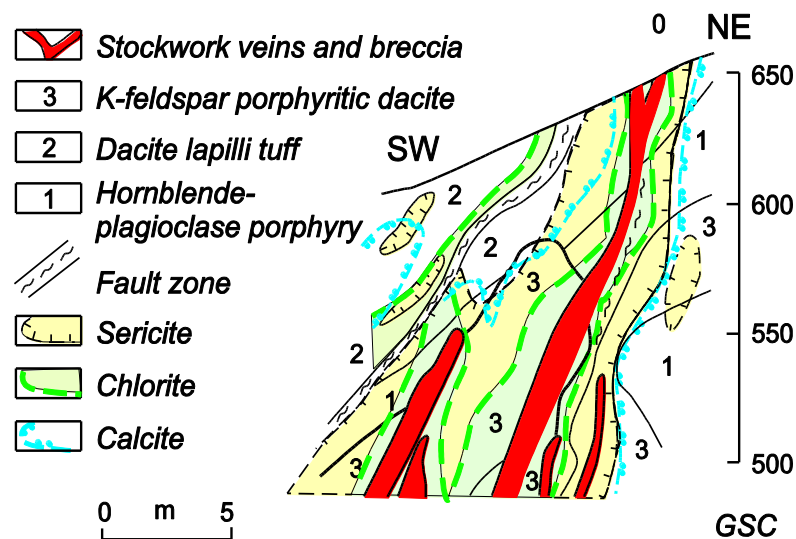 0
NE
Stockwork veins and breccia
650
3
K-feldspar porphyritic dacite
2
Dacite lapilli tuff
SW
1
1
Hornblende-
plagioclase porphyry
2
600
3
2
3
Fault zone
Sericite
550
2
1
Chlorite
1
3
Calcite
3
3
3
500
0 m 5
GSC